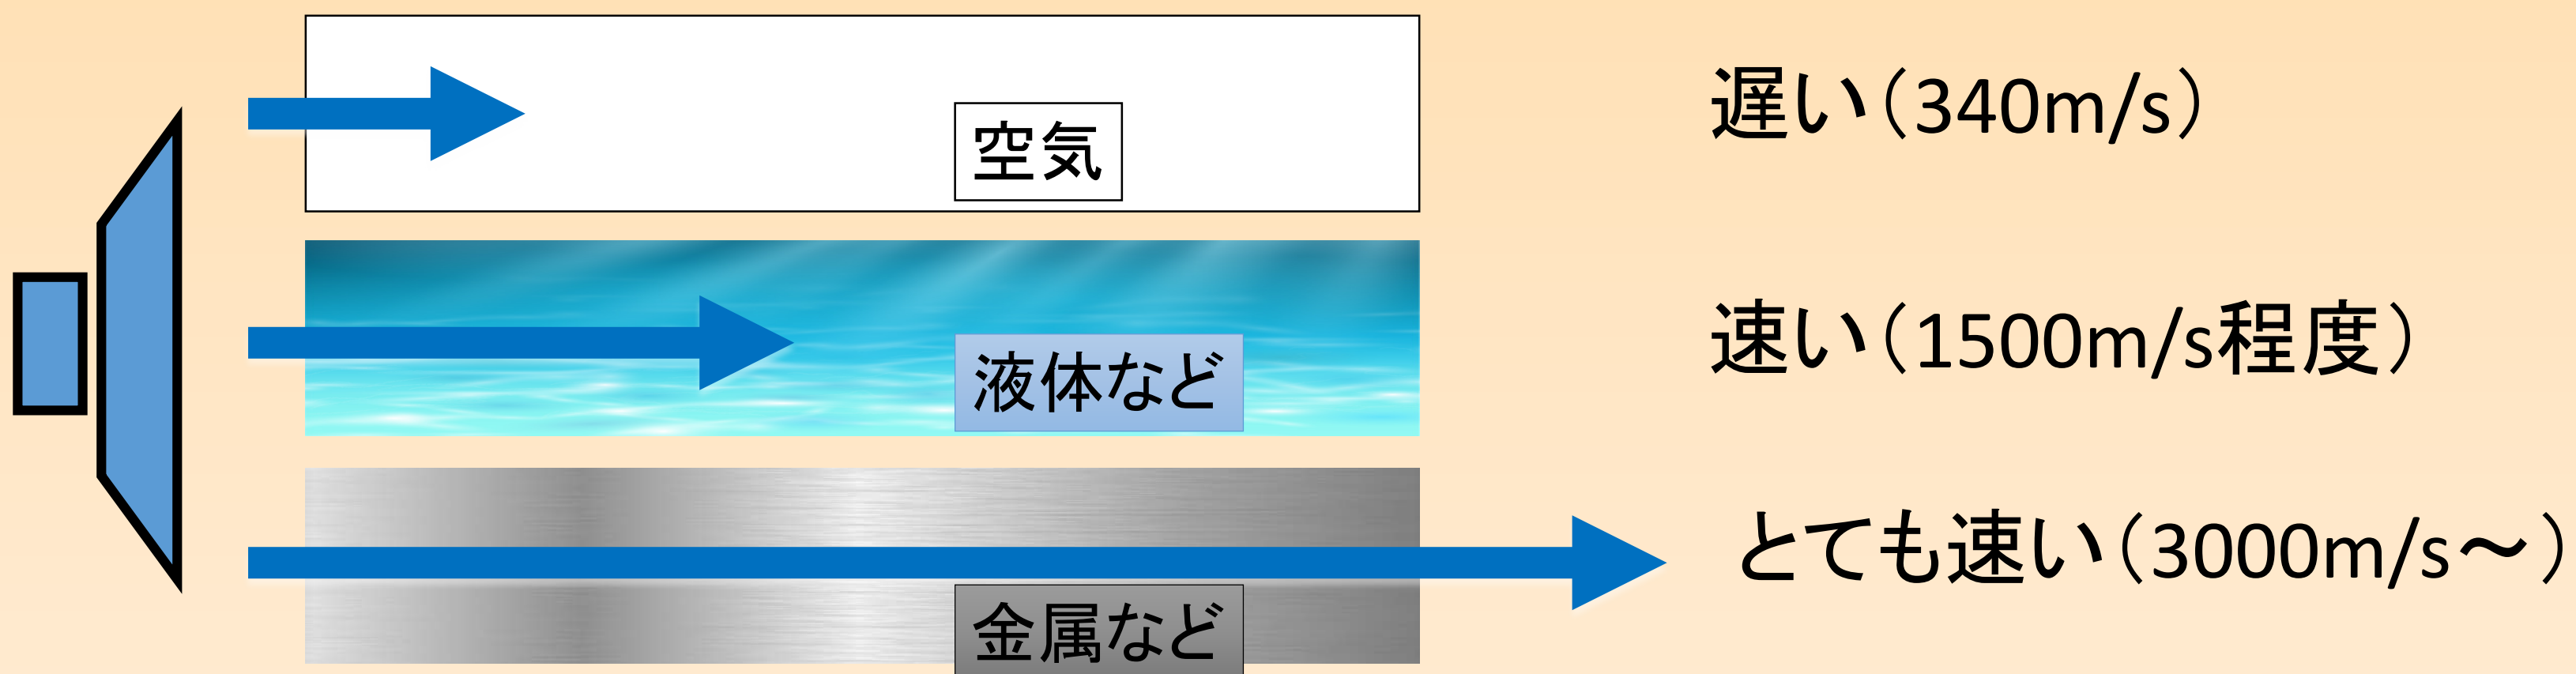 空気
遅い（340m/s）
液体など
速い（1500m/s程度）
金属など
とても速い（3000m/s～）